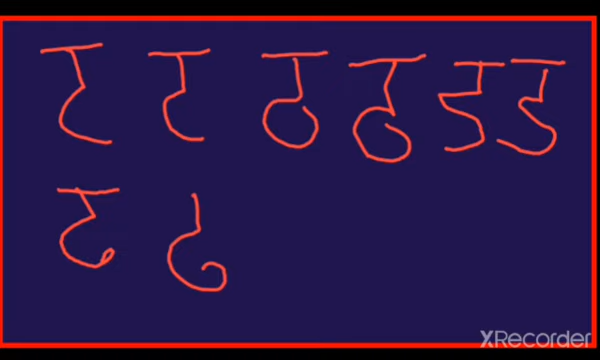 ट ट ठ ठ ड ड
ढ ढ
XRecorder